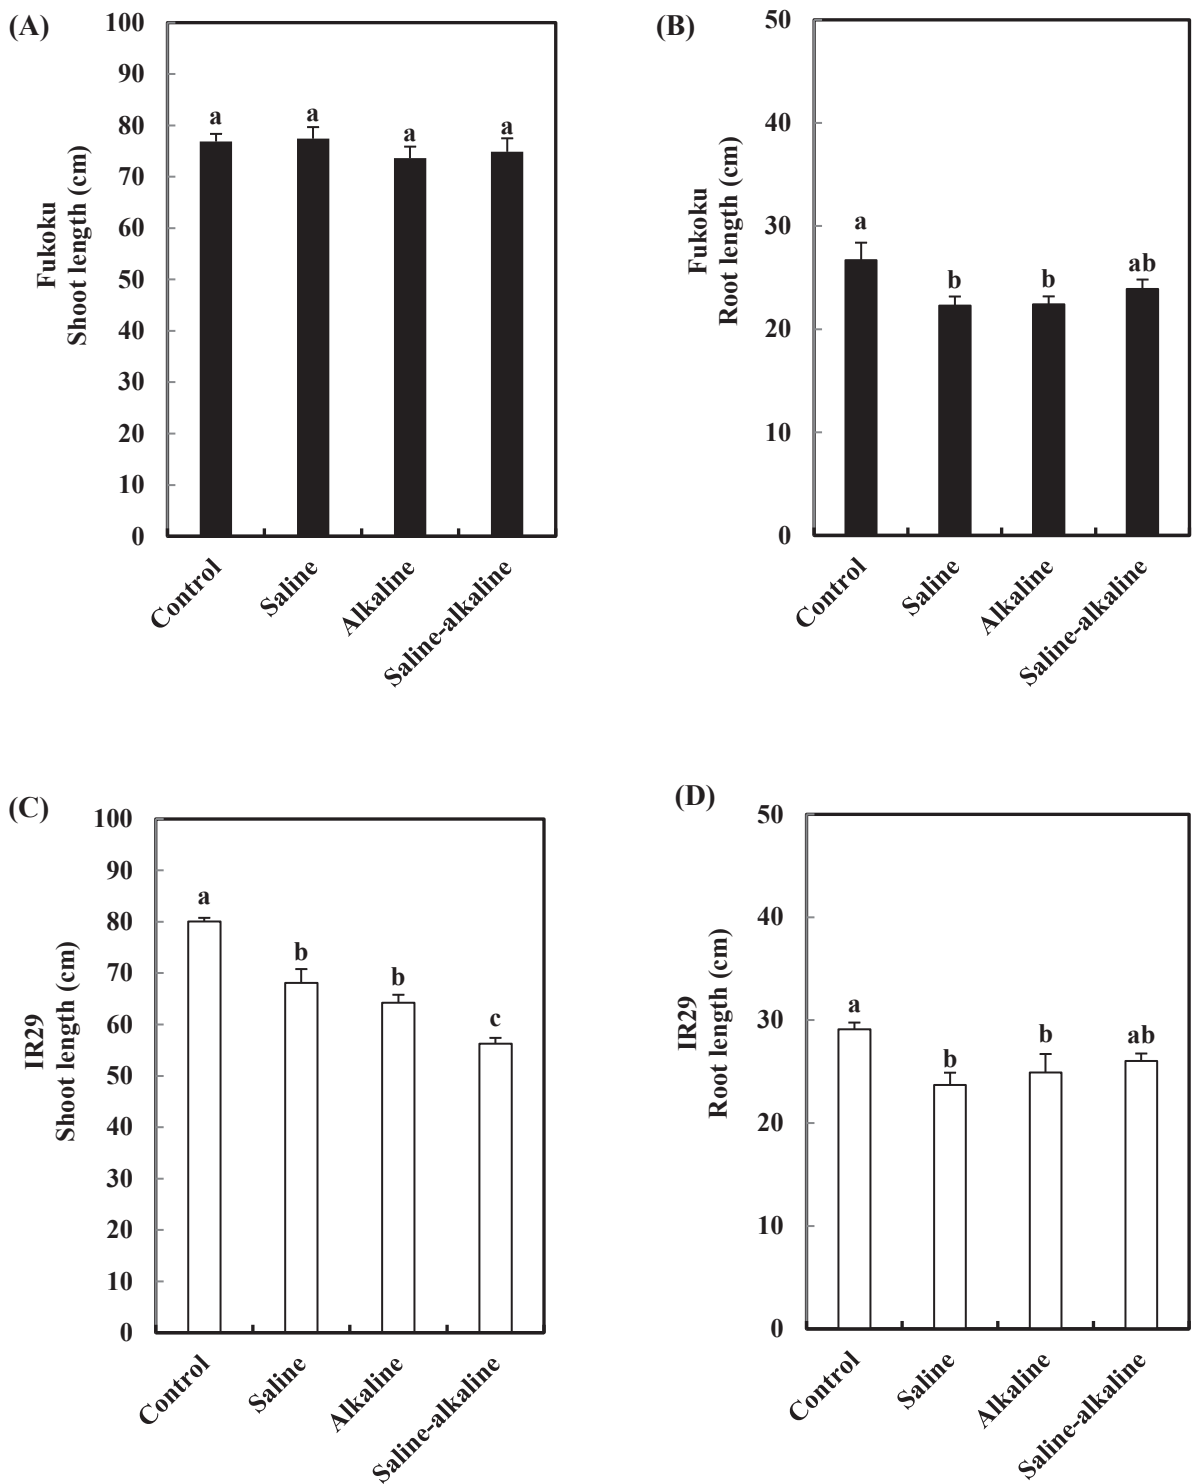 (A)
Fukoku
Shoot length (cm)
100
90
80
70
60
50
40
30
20
10
0
a
a
a
a
Control
Saline
Alkaline
Saline-alkaline
(B)
Fukoku
Root length (cm)
50
40
30
20
10
0
a
b
b
ab
Control
Saline
Alkaline
Saline-alkaline
(C)
IR29
Shoot length (cm)
100
90
80
70
60
50
40
30
20
10
0
a
b
b
c
Control
Saline
Alkaline
Saline-alkaline
(D)
IR29
Root length (cm)
50
40
30
20
10
0
a
b
b
ab
Control
Saline
Alkaline
Saline-alkaline